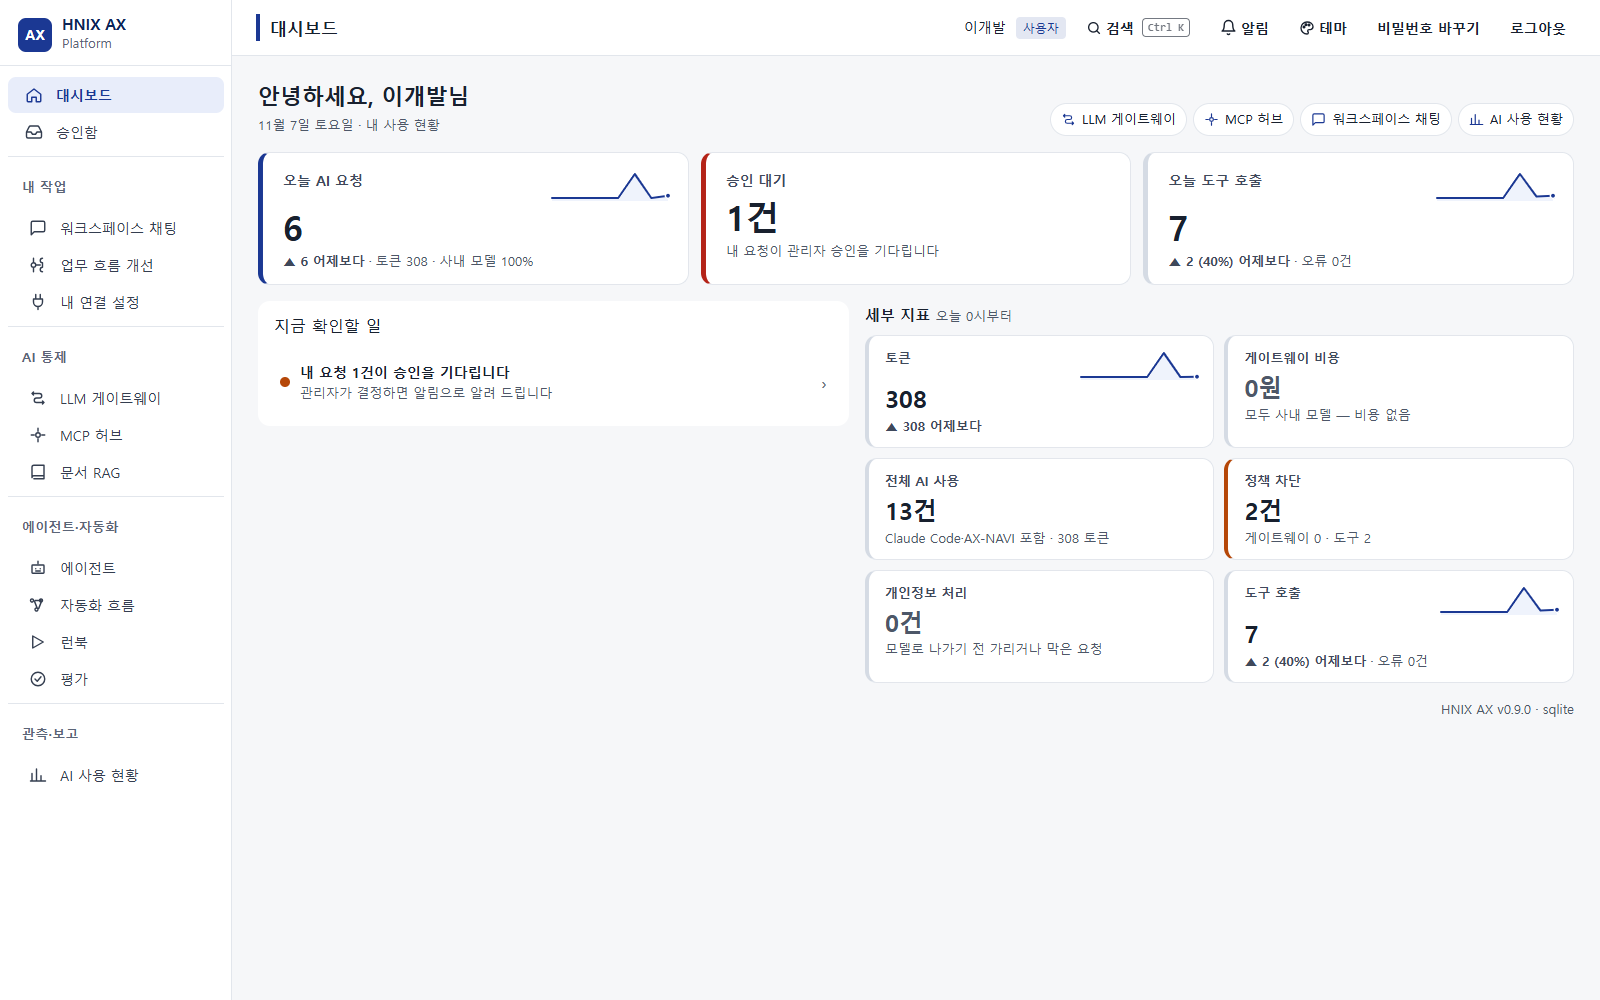 AX
HNIX AX
Platform
대시보드
승인함
내 작업
워크스페이스 채팅
업무 흐름 개선
내 연결 설정
AI 통제
LLM 게이트웨이
MCP 허브
문서 RAG
에이전트·자동화
에이전트
자동화 흐름
런북
평가
관측·보고
AI 사용 현황
대시보드
이개발 사용자 검색 Ctrl K 알림 테마 비밀번호 바꾸기 로그아웃
안녕하세요, 이개발님
11월 7일 토요일 · 내 사용 현황
LLM 게이트웨이 MCP 허브 워크스페이스 채팅 AI 사용 현황
오늘 AI 요청
6
▲ 6 어제보다 · 토큰 308 · 사내 모델 100%
승인 대기
1건
내 요청이 관리자 승인을 기다립니다
오늘 도구 호출
7
▲ 2 (40%) 어제보다 · 오류 0건
지금 확인할 일
내 요청 1건이 승인을 기다립니다
관리자가 결정하면 알림으로 알려 드립니다
세부 지표 오늘 0시부터
토큰
308
▲ 308 어제보다
게이트웨이 비용
0원
모두 사내 모델 — 비용 없음
전체 AI 사용
13건
Claude Code·AX-NAVI 포함 · 308 토큰
정책 차단
2건
게이트웨이 0 · 도구 2
개인정보 처리
0건
모델로 나가기 전 가리거나 막은 요청
도구 호출
7
▲ 2 (40%) 어제보다 · 오류 0건
HNIX AX v0.9.0 · sqlite